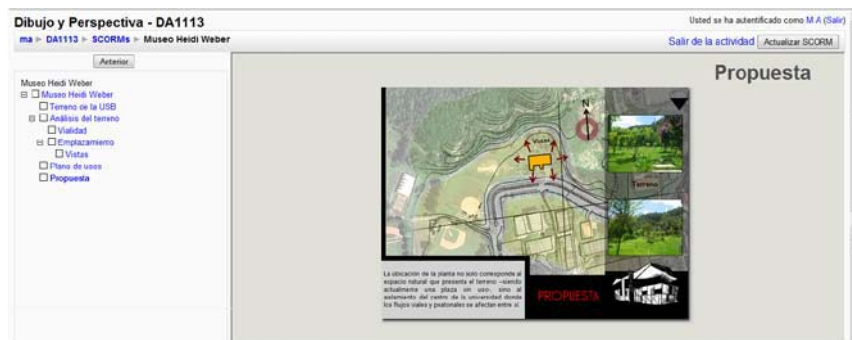 Dibujo y Perspectiva - DA1113
Usted se ha autentificado como M A (Salir)
ma ► DA1113 ► SCORMs ► Museo Heidi Weber
Salir de la actividad Actualizar SCORM
Anterior
Museo Heidi Weber
Museo Heidi Weber
Terreno de la USB
Análisis del terreno
Vialidad
Emplazamiento
Vistas
Plano de usos
Propuesta
Propuesta
N
Vistas
Terreno
La ubicación de la planta no solo corresponde al
espacio natural que presenta el terreno –siendo
actualmente una plaza sin uso-, sino al
aislamiento del centro de la universidad donde
los flujos viales y peatonales se afectan entre sí.
PROPUESTA